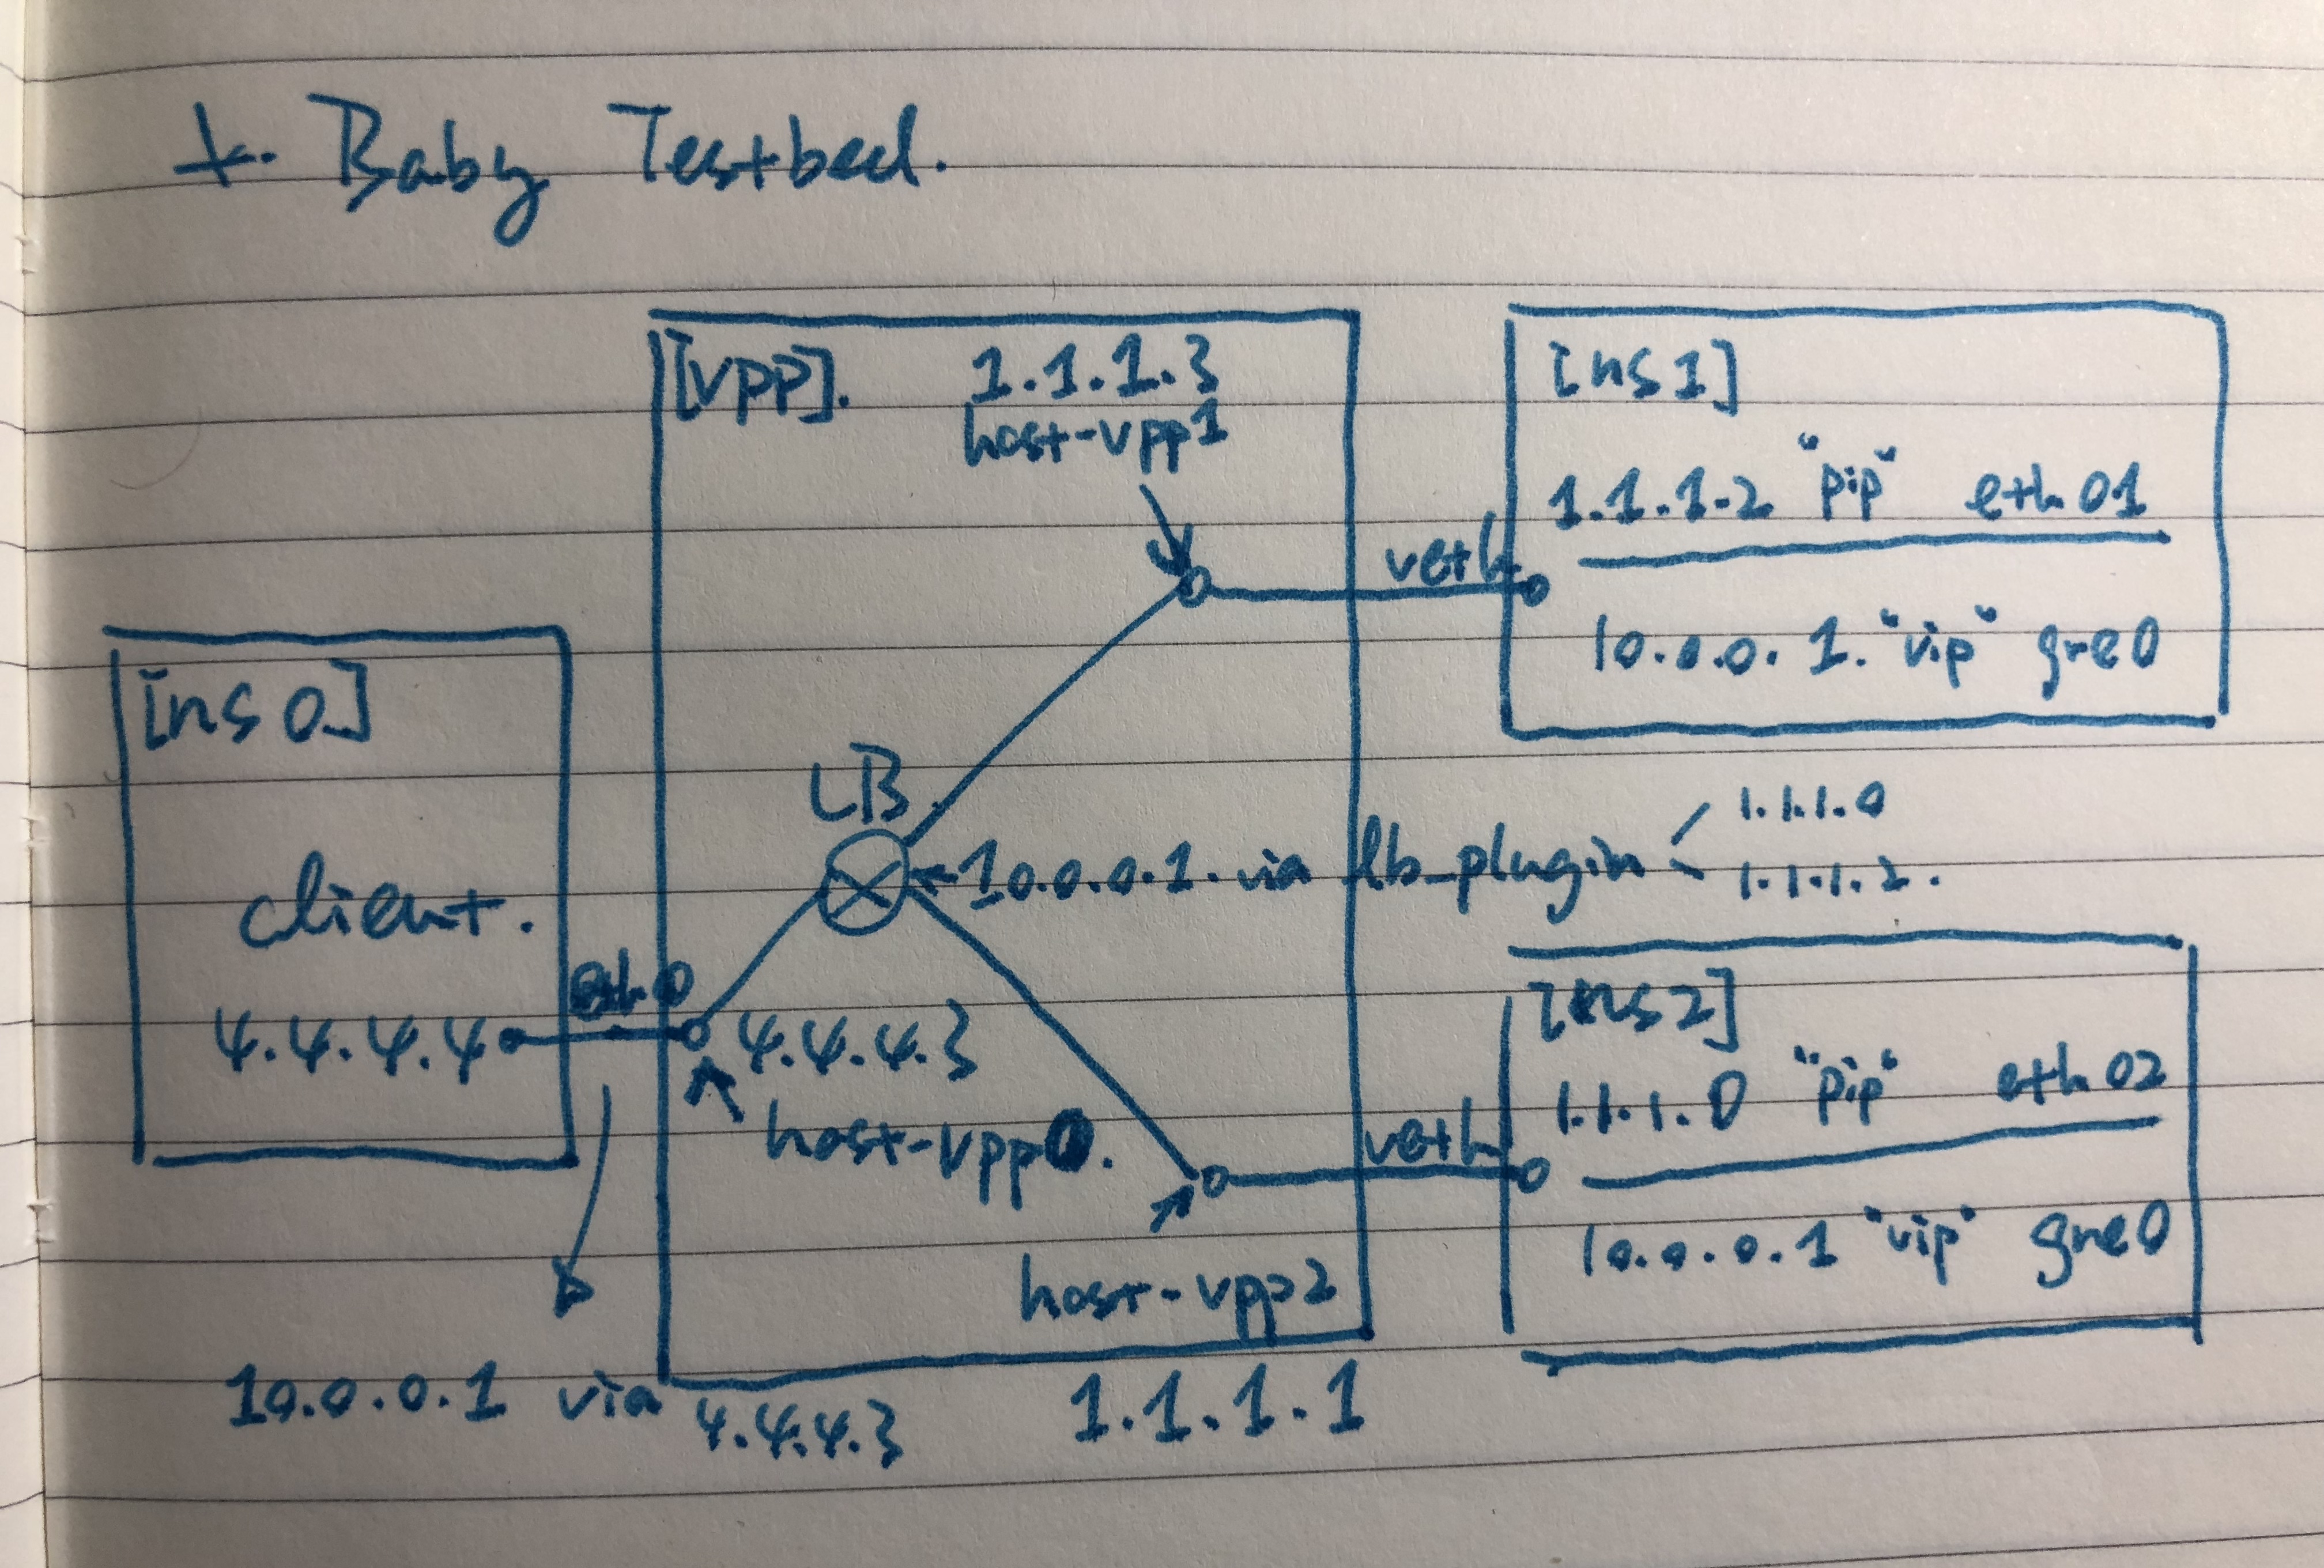 *. Baby Testbed.
[vpp]. 1.1.1.3
host-vpp1
[ns1]
1.1.1.2 "pip" eth01
veth
10.0.0.1. "vip" gre0
[ns0]
client.
4.4.4.4
eth0
LB.
10.0.0.1. via lb_plugin
1.1.1.0
1.1.1.2.
4.4.4.3
host-vpp0.
[ns2]
1.1.1.0 "pip" eth02
veth
10.0.0.1 "vip" gre0
host-vpp2
1.1.1.1
10.0.0.1 via 4.4.4.3